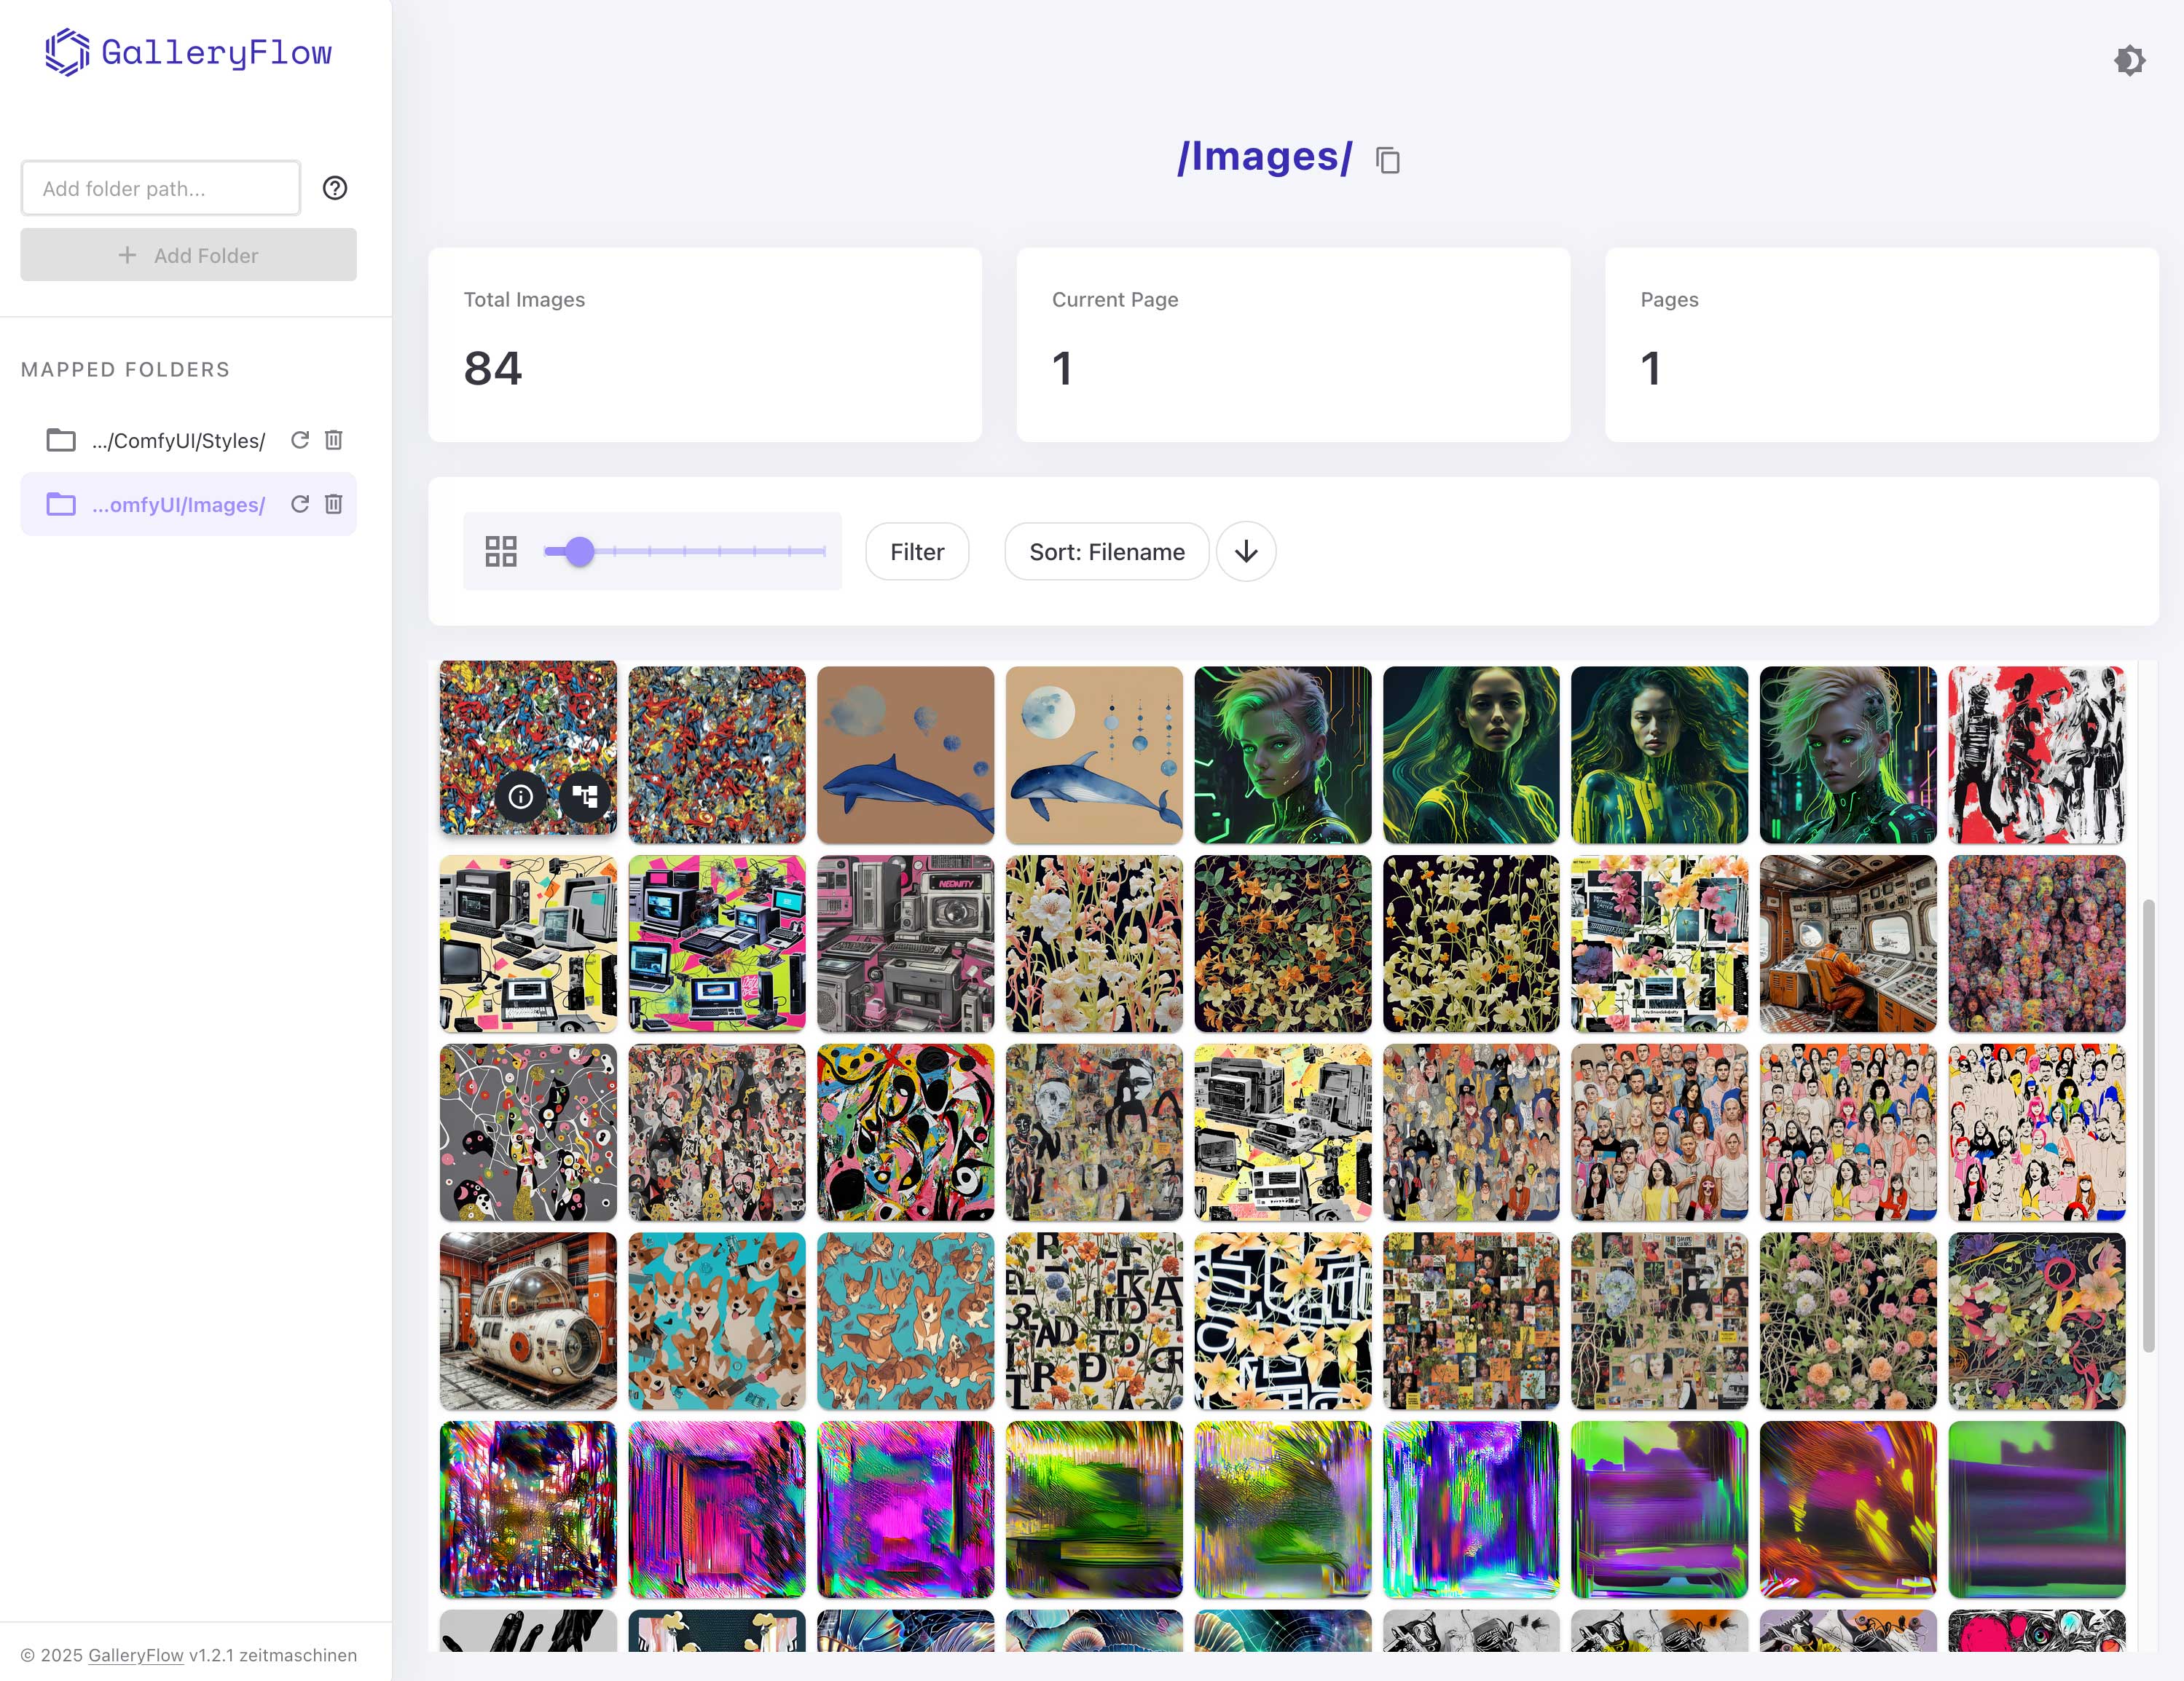 GalleryFlow
Add folder path...
Add Folder
MAPPED FOLDERS
.../ComfyUI/Styles/
...omfyUI/Images/
© 2025 GalleryFlow v1.2.1 zeitmaschinen
/Images/
Total Images
84
Current Page
1
Pages
1
Filter
Sort: Filename